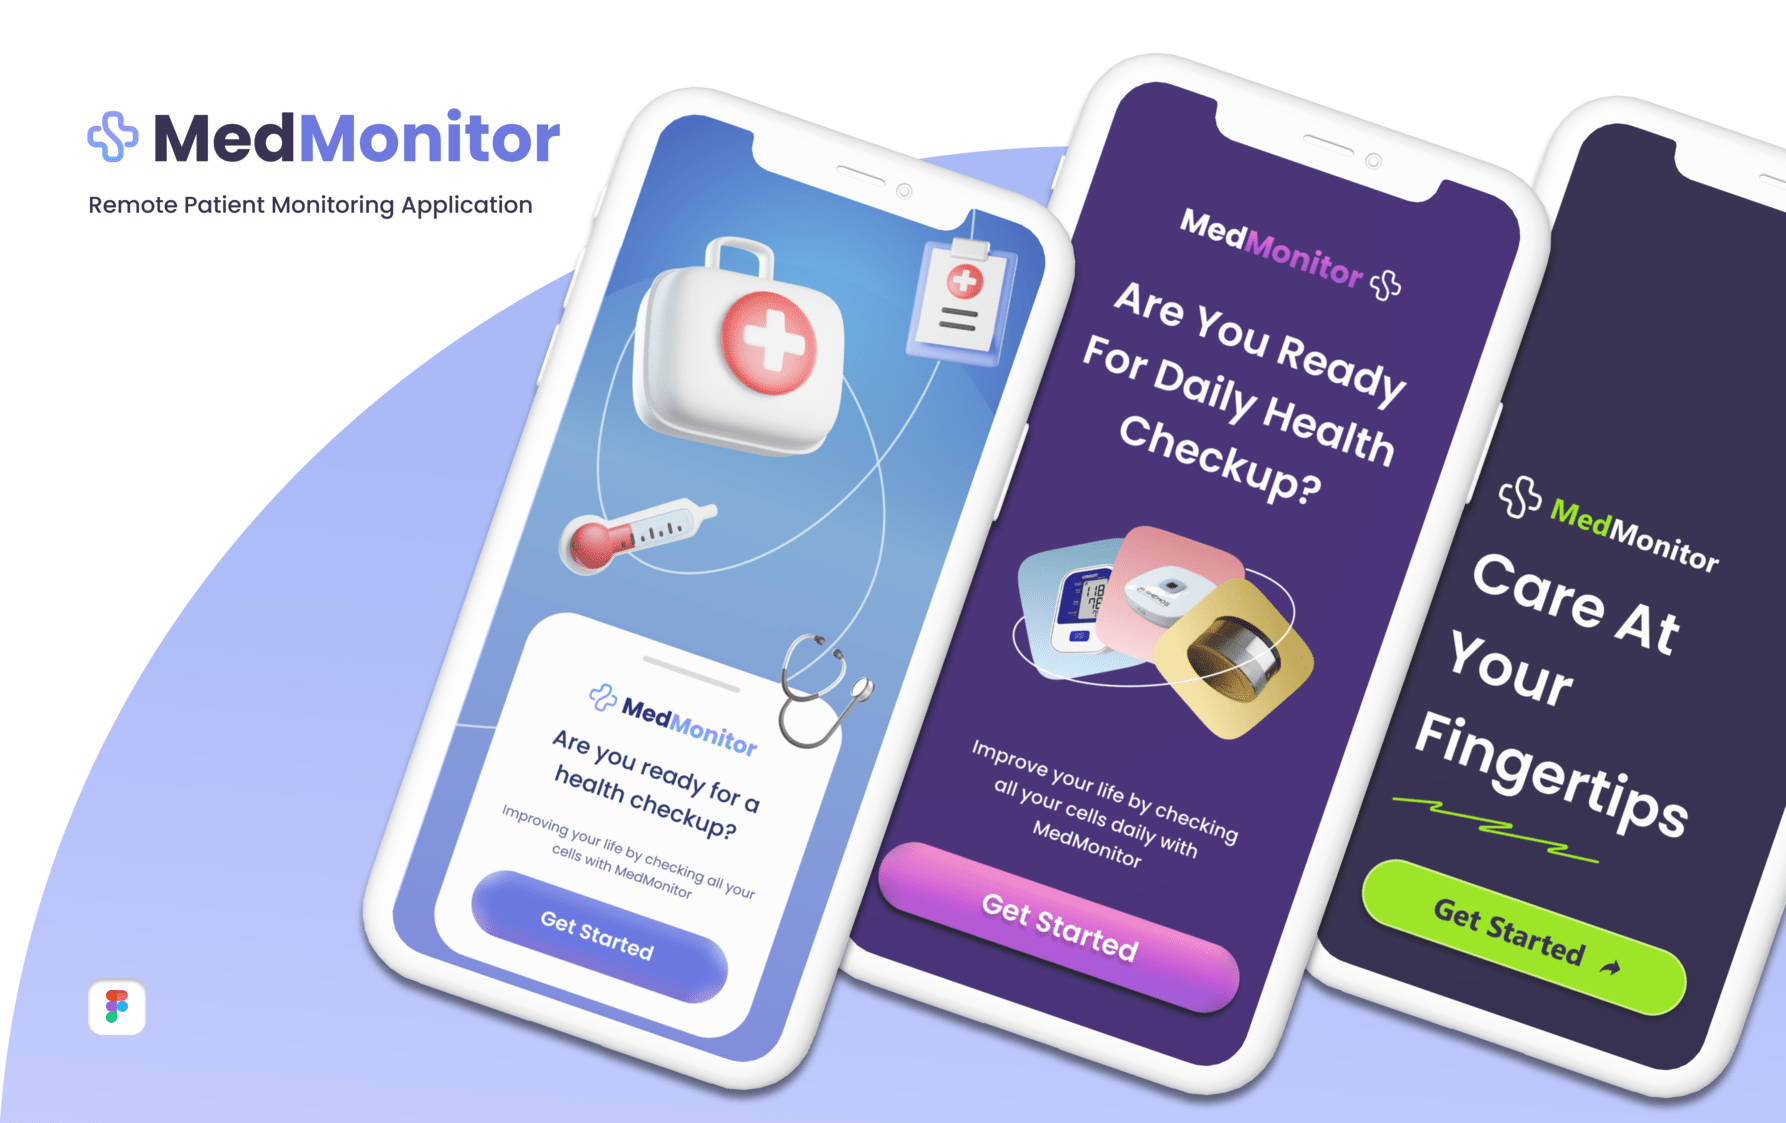 MedMonitor
Remote Patient Monitoring Application
MedMonitor
Are you ready for a
health checkup?
Improving your life by checking all your
cells with MedMonitor
Get Started
MedMonitor
Are You Ready
For Daily Health
Checkup?
118
78
Improve your life by checking
all your cells daily with
MedMonitor
Get Started
MedMonitor
Care At
Your
Fingertips
Get Started